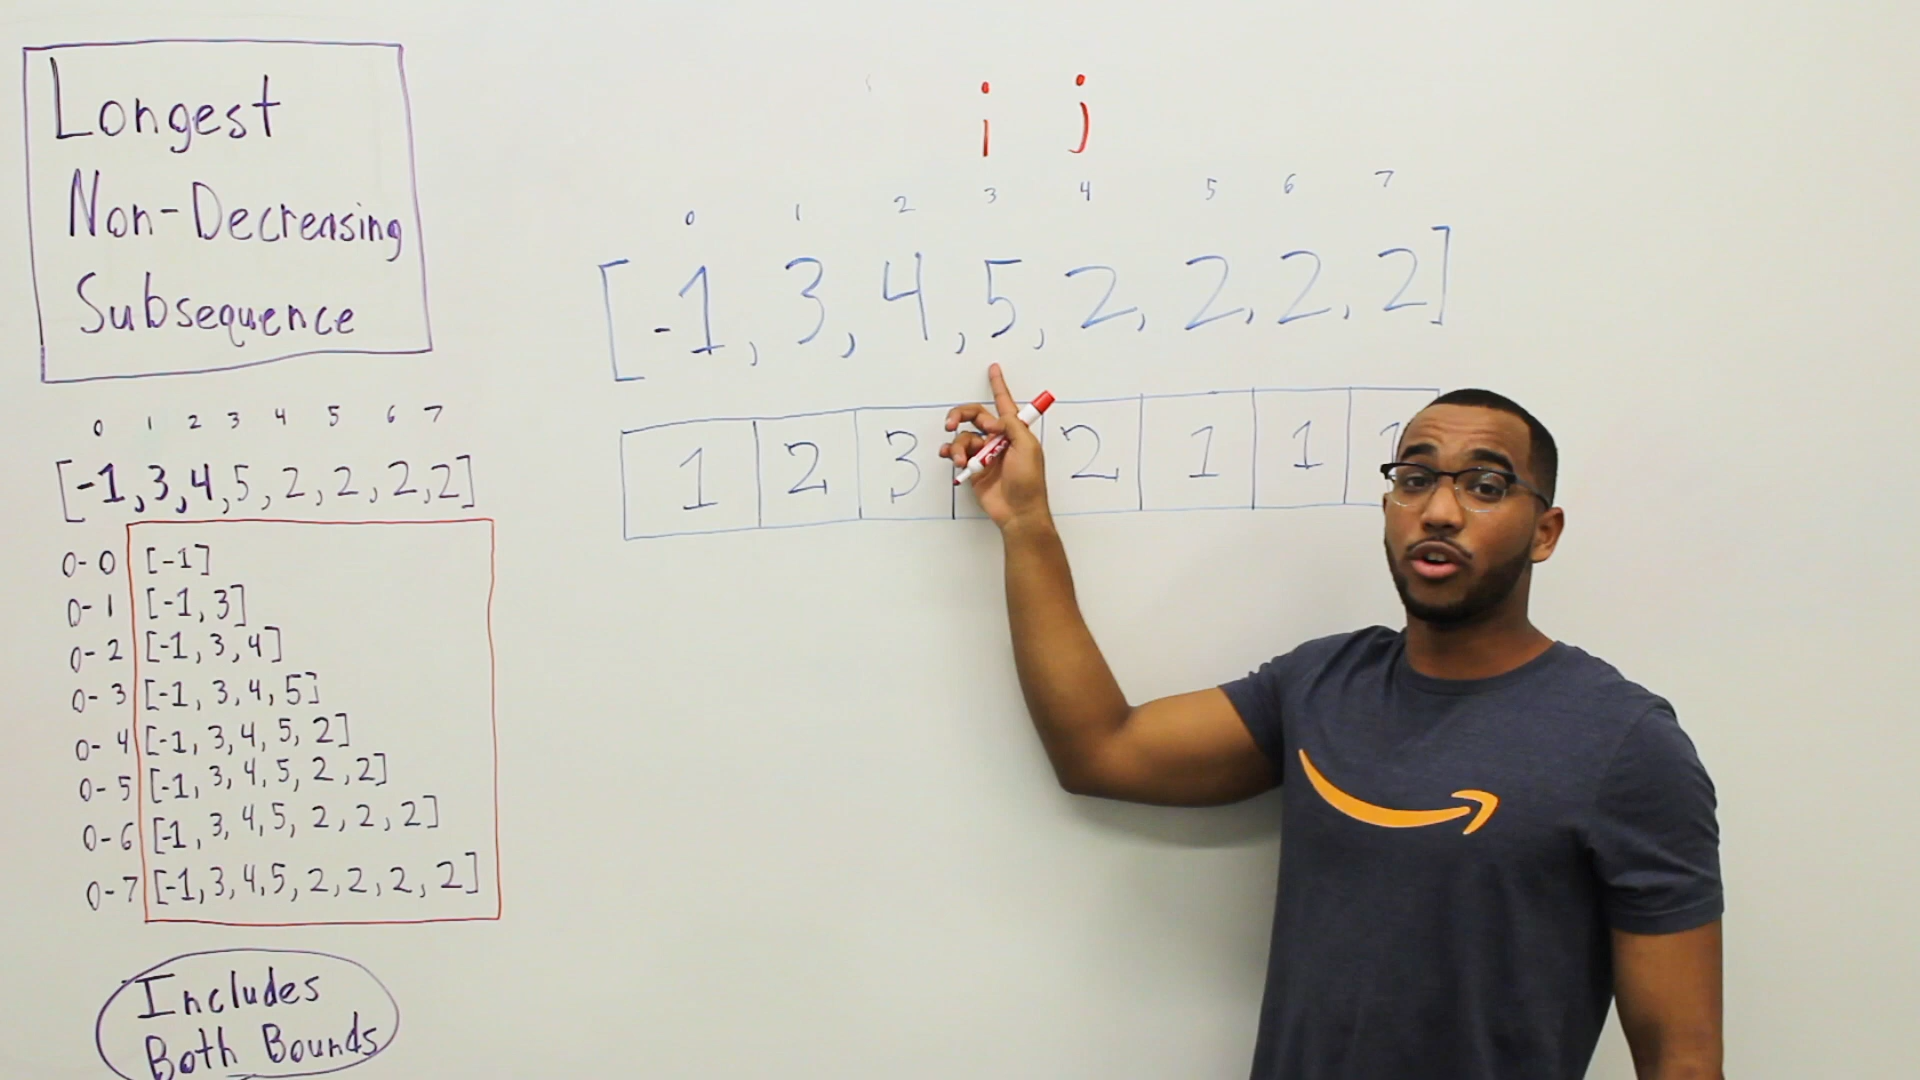 Longest
Non-Decreasing
Subsequence
0 1 2 3 4 5 6 7
[-1, 3, 4, 5, 2, 2, 2, 2]
0-0 [-1]
0-1 [-1, 3]
0-2 [-1, 3, 4]
0-3 [-1, 3, 4, 5]
0-4 [-1, 3, 4, 5, 2]
0-5 [-1, 3, 4, 5, 2, 2]
0-6 [-1, 3, 4, 5, 2, 2, 2]
0-7 [-1, 3, 4, 5, 2, 2, 2, 2]
Includes
Both Bounds
i j
0 1 2 3 4 5 6 7
[-1, 3, 4, 5, 2, 2, 2, 2]
1 2 3 2 1 1 1